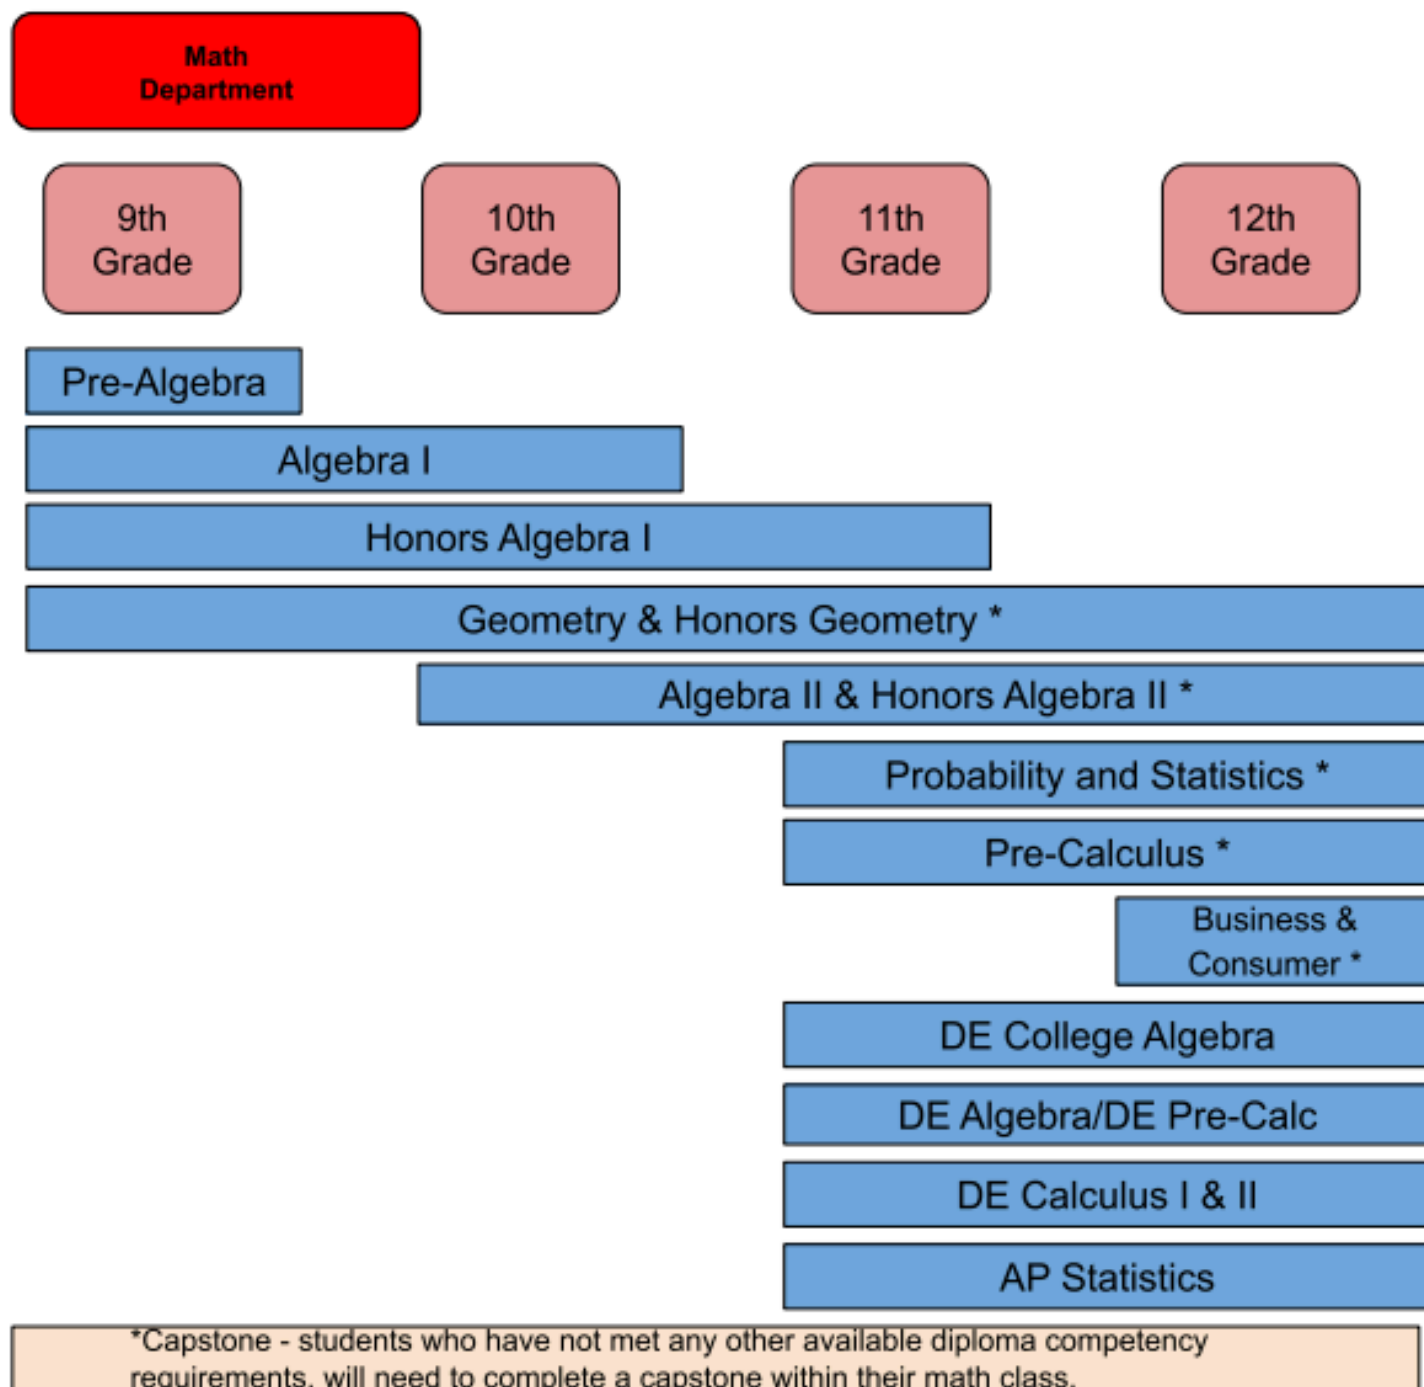 Math
Department
9th
Grade
10th
Grade
11th
Grade
12th
Grade
Pre-Algebra
Algebra I
Honors Algebra I
Geometry & Honors Geometry *
Algebra II & Honors Algebra II *
Probability and Statistics *
Pre-Calculus *
Business &
Consumer *
DE College Algebra
DE Algebra/DE Pre-Calc
DE Calculus I & II
AP Statistics
*Capstone - students who have not met any other available diploma competency
requirements, will need to complete a capstone within their math class.